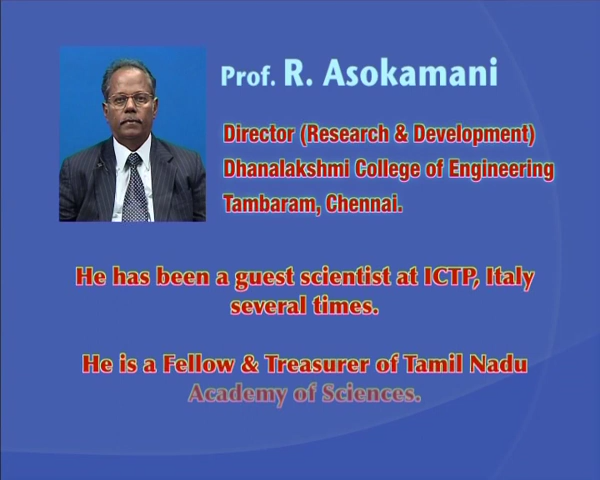 Prof. R. Asokamani
Director (Research & Development)
Dhanalakshmi College of Engineering
Tambaram, Chennai.
He has been a guest scientist at ICTP, Italy
several times.
He is a Fellow & Treasurer of Tamil Nadu
Academy of Sciences.